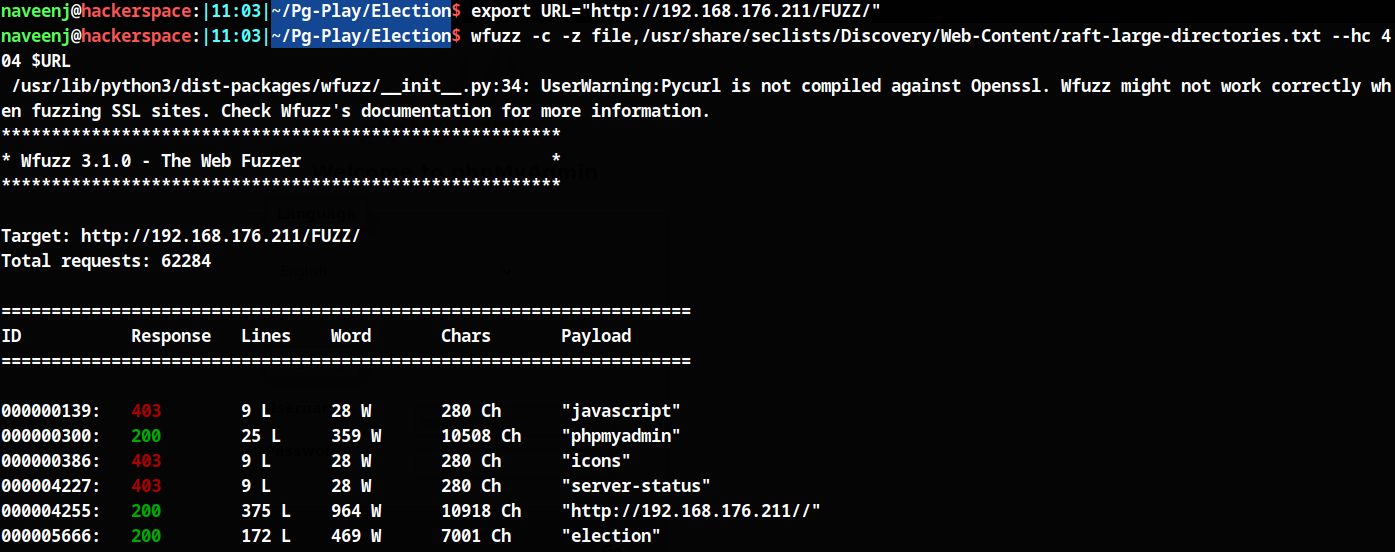 naveenj@hackerspace:|11:03|~/Pg-Play/Election$ export URL="http://192.168.176.211/FUZZ/"
naveenj@hackerspace:|11:03|~/Pg-Play/Election$ wfuzz -c -z file,/usr/share/seclists/Discovery/Web-Content/raft-large-directories.txt --hc 4
04 $URL
/usr/lib/python3/dist-packages/wfuzz/__init__.py:34: UserWarning:Pycurl is not compiled against Openssl. Wfuzz might not work correctly wh
en fuzzing SSL sites. Check Wfuzz's documentation for more information.
********************************************************
* Wfuzz 3.1.0 - The Web Fuzzer                         *
********************************************************
Target: http://192.168.176.211/FUZZ/
Total requests: 62284
=====================================================================
ID           Response   Lines    Word       Chars       Payload
=====================================================================
000000139:   403        9 L      28 W       280 Ch      "javascript"
000000300:   200        25 L     359 W      10508 Ch    "phpmyadmin"
000000386:   403        9 L      28 W       280 Ch      "icons"
000004227:   403        9 L      28 W       280 Ch      "server-status"
000004255:   200        375 L    964 W      10918 Ch    "http://192.168.176.211//"
000005666:   200        172 L    469 W      7001 Ch     "election"